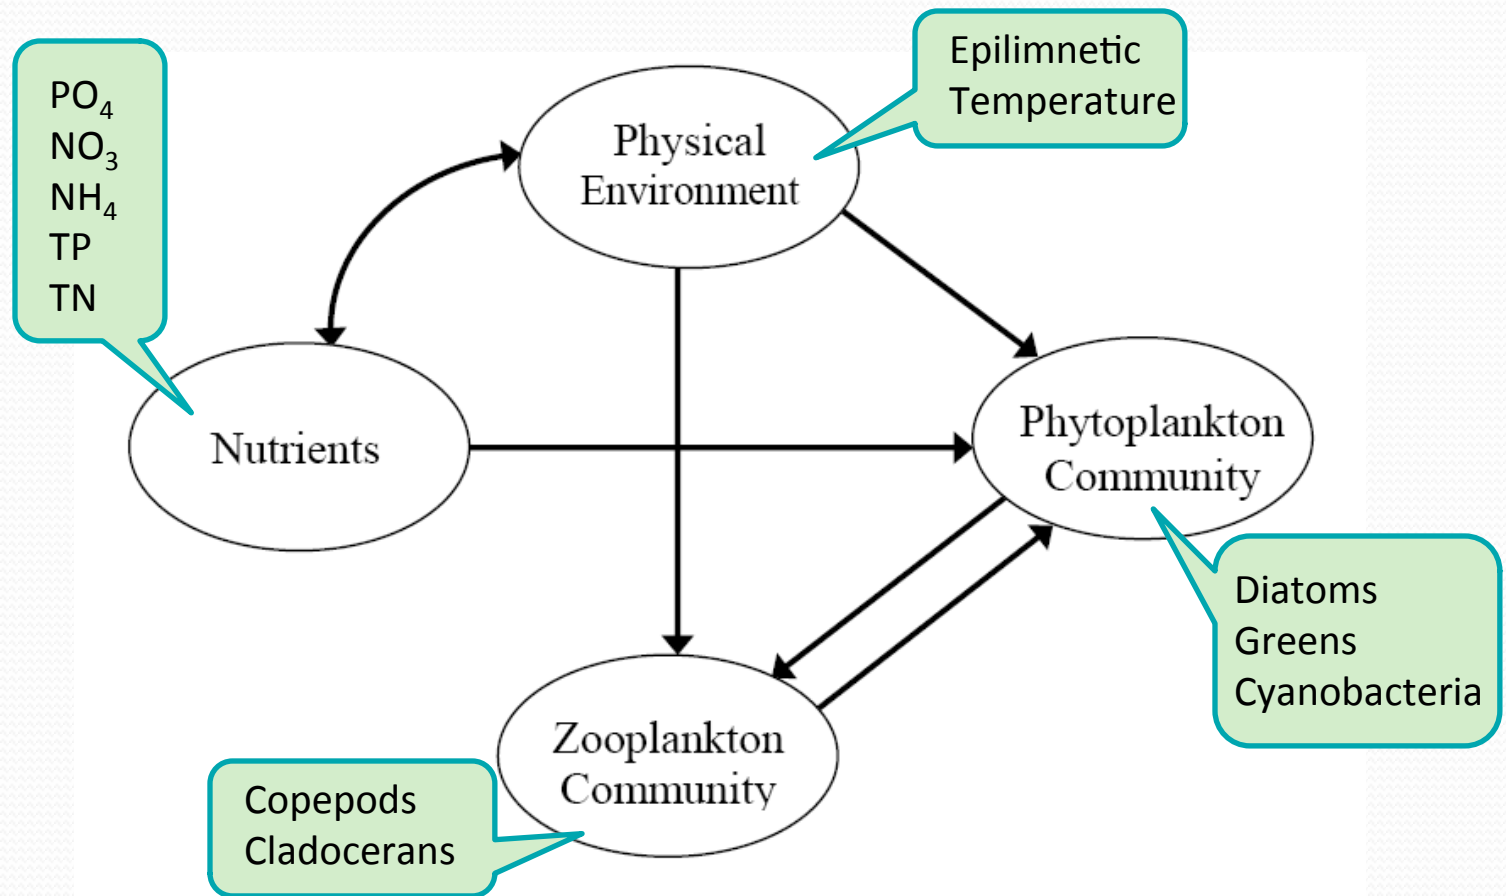 PO₄
NO₃
NH₄
TP
TN
Epilimnetic
Temperature
Physical
Environment
Nutrients
Phytoplankton
Community
Diatoms
Greens
Cyanobacteria
Zooplankton
Community
Copepods
Cladocerans